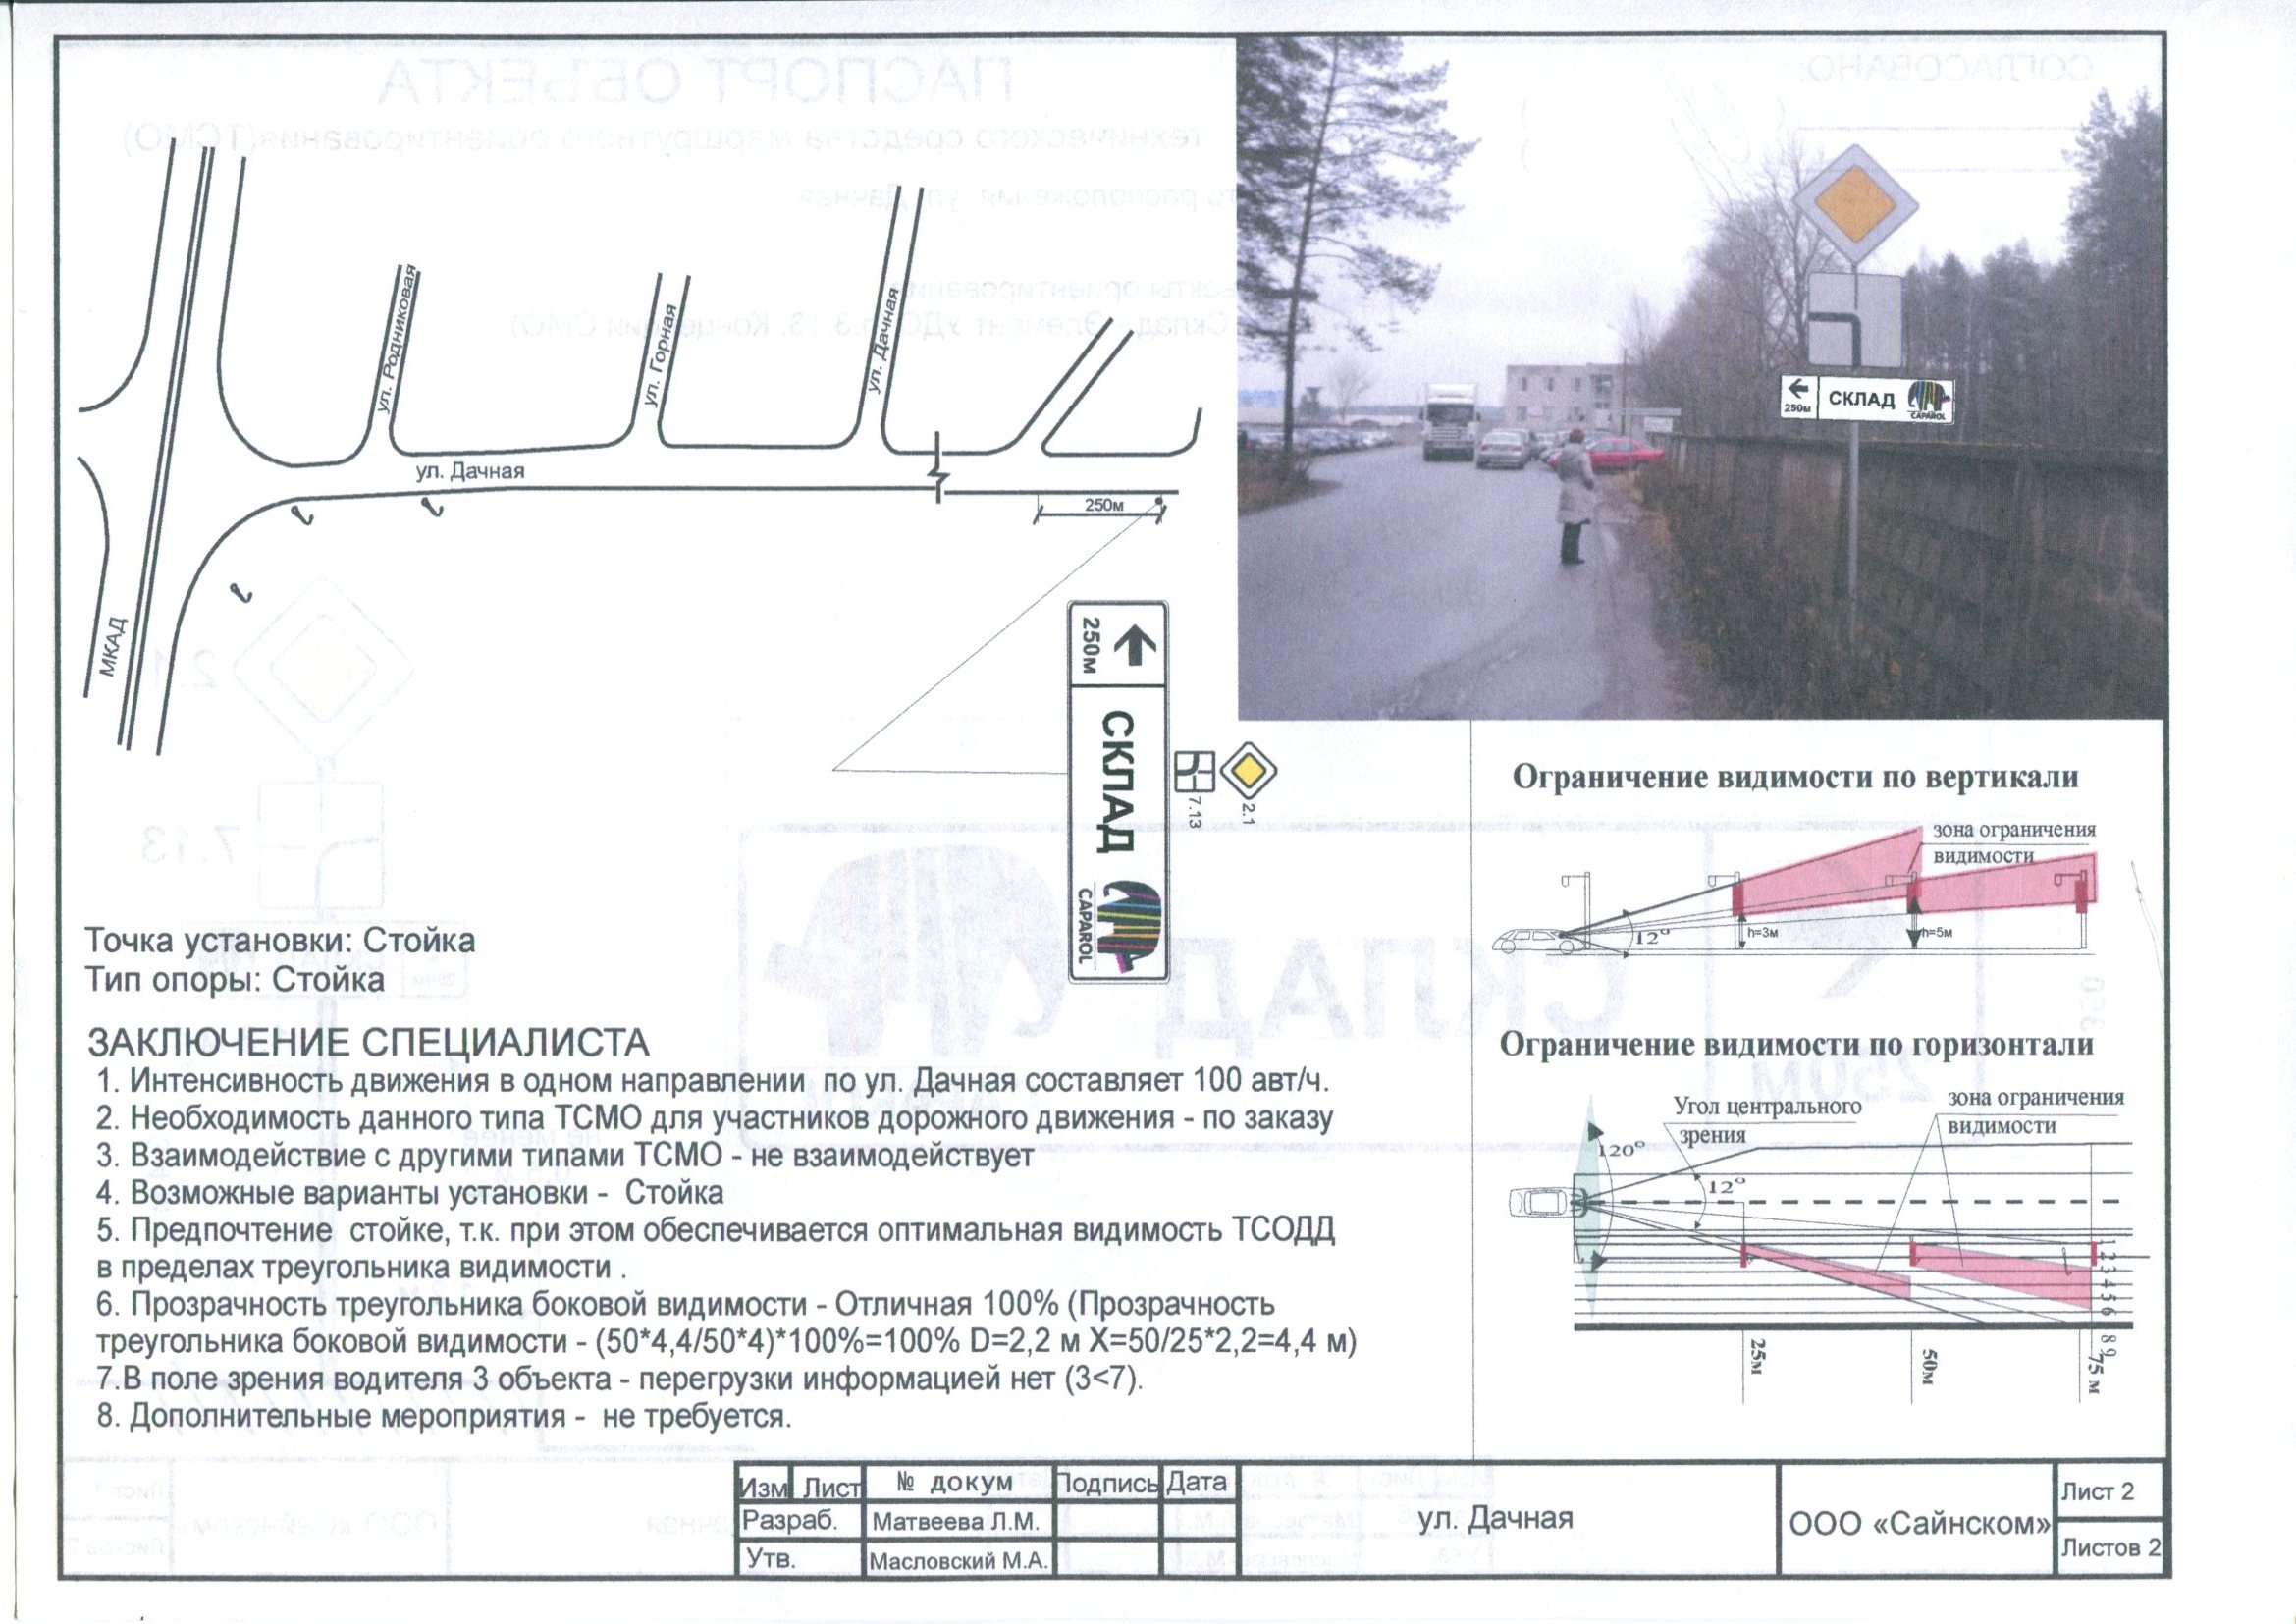 ул. Родниковая
ул. Горная
ул. Дачная
ул. Дачная
250м
МКАД
250м
СКЛАД
CAPAROL
7.13
2.1
250м
СКЛАД
CAPAROL
Точка установки: Стойка
Тип опоры: Стойка
ЗАКЛЮЧЕНИЕ СПЕЦИАЛИСТА
1. Интенсивность движения в одном направлении по ул. Дачная составляет 100 авт/ч.
2. Необходимость данного типа ТСМО для участников дорожного движения - по заказу
3. Взаимодействие с другими типами ТСМО - не взаимодействует
4. Возможные варианты установки - Стойка
5. Предпочтение стойке, т.к. при этом обеспечивается оптимальная видимость ТСОДД
в пределах треугольника видимости .
6. Прозрачность треугольника боковой видимости - Отличная 100% (Прозрачность
треугольника боковой видимости - (50*4,4/50*4)*100%=100% D=2,2 м X=50/25*2,2=4,4 м)
7.В поле зрения водителя 3 объекта - перегрузки информацией нет (3<7).
8. Дополнительные мероприятия - не требуется.
Ограничение видимости по вертикали
зона ограничения
видимости
12°
h=3м
h=5м
Ограничение видимости по горизонтали
Угол центрального
зрения
зона ограничения
видимости
120°
12°
1 2 3 4 5 6 8 9
25м
50м
75 м
Изм Лист № докум Подпись Дата
Разраб. Матвеева Л.М.
Утв. Масловский М.А.
ул. Дачная
ООО «Сайнском»
Лист 2
Листов 2